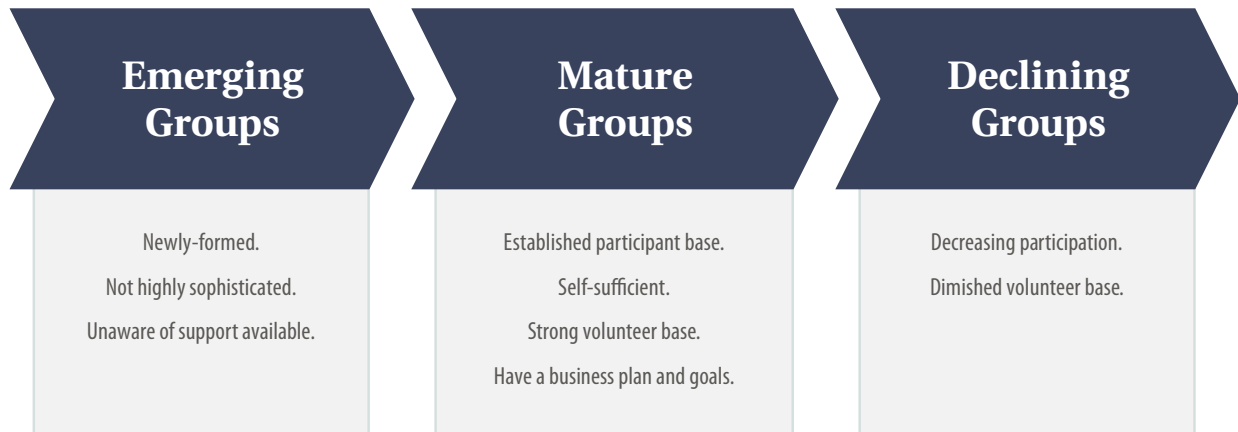 Emerging
Groups
Newly-formed.
Not highly sophisticated.
Unaware of support available.
Mature
Groups
Established participant base.
Self-sufficient.
Strong volunteer base.
Have a business plan and goals.
Declining
Groups
Decreasing participation.
Dimished volunteer base.